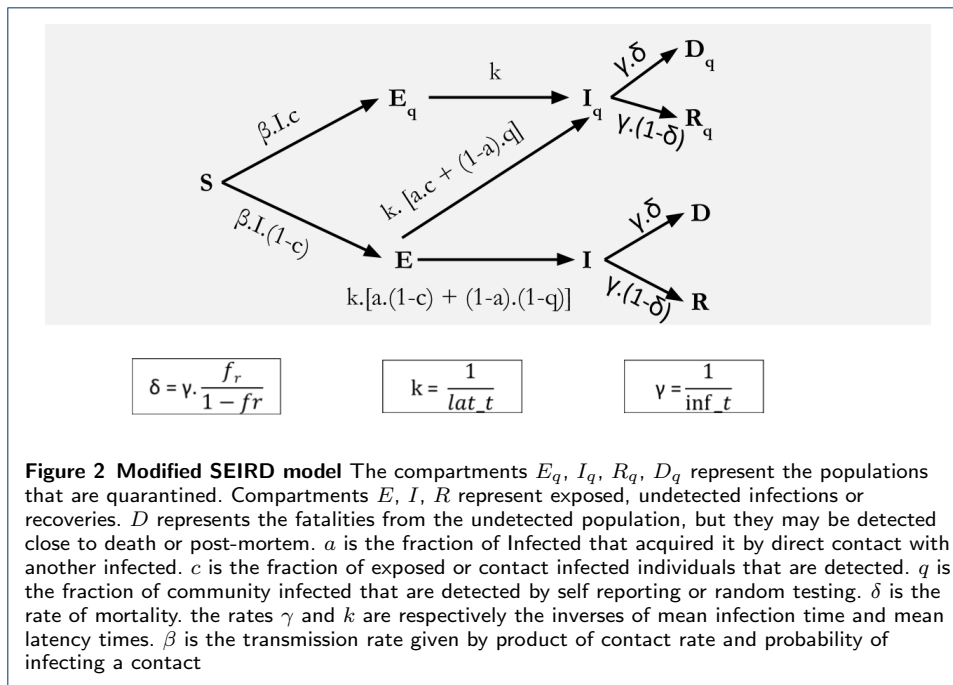 γ.δ
D_q
k
E_q
I_q
R_q
γ.(1-δ)
β.I.c
k. [a.c + (1-a).q]
S
β.I.(1-c)
γ.δ
D
E
I
γ.(1-δ)
R
k.[a.(1-c) + (1-a).(1-q)]
δ = γ. f_r / 1 − fr
k = 1 / lat_t
γ = 1 / inf_t
Figure 2 Modified SEIRD model The compartments E_q, I_q, R_q, D_q represent the populations
that are quarantined. Compartments E, I, R represent exposed, undetected infections or
recoveries. D represents the fatalities from the undetected population, but they may be detected
close to death or post-mortem. a is the fraction of Infected that acquired it by direct contact with
another infected. c is the fraction of exposed or contact infected individuals that are detected. q is
the fraction of community infected that are detected by self reporting or random testing. δ is the
rate of mortality. the rates γ and k are respectively the inverses of mean infection time and mean
latency times. β is the transmission rate given by product of contact rate and probability of
infecting a contact